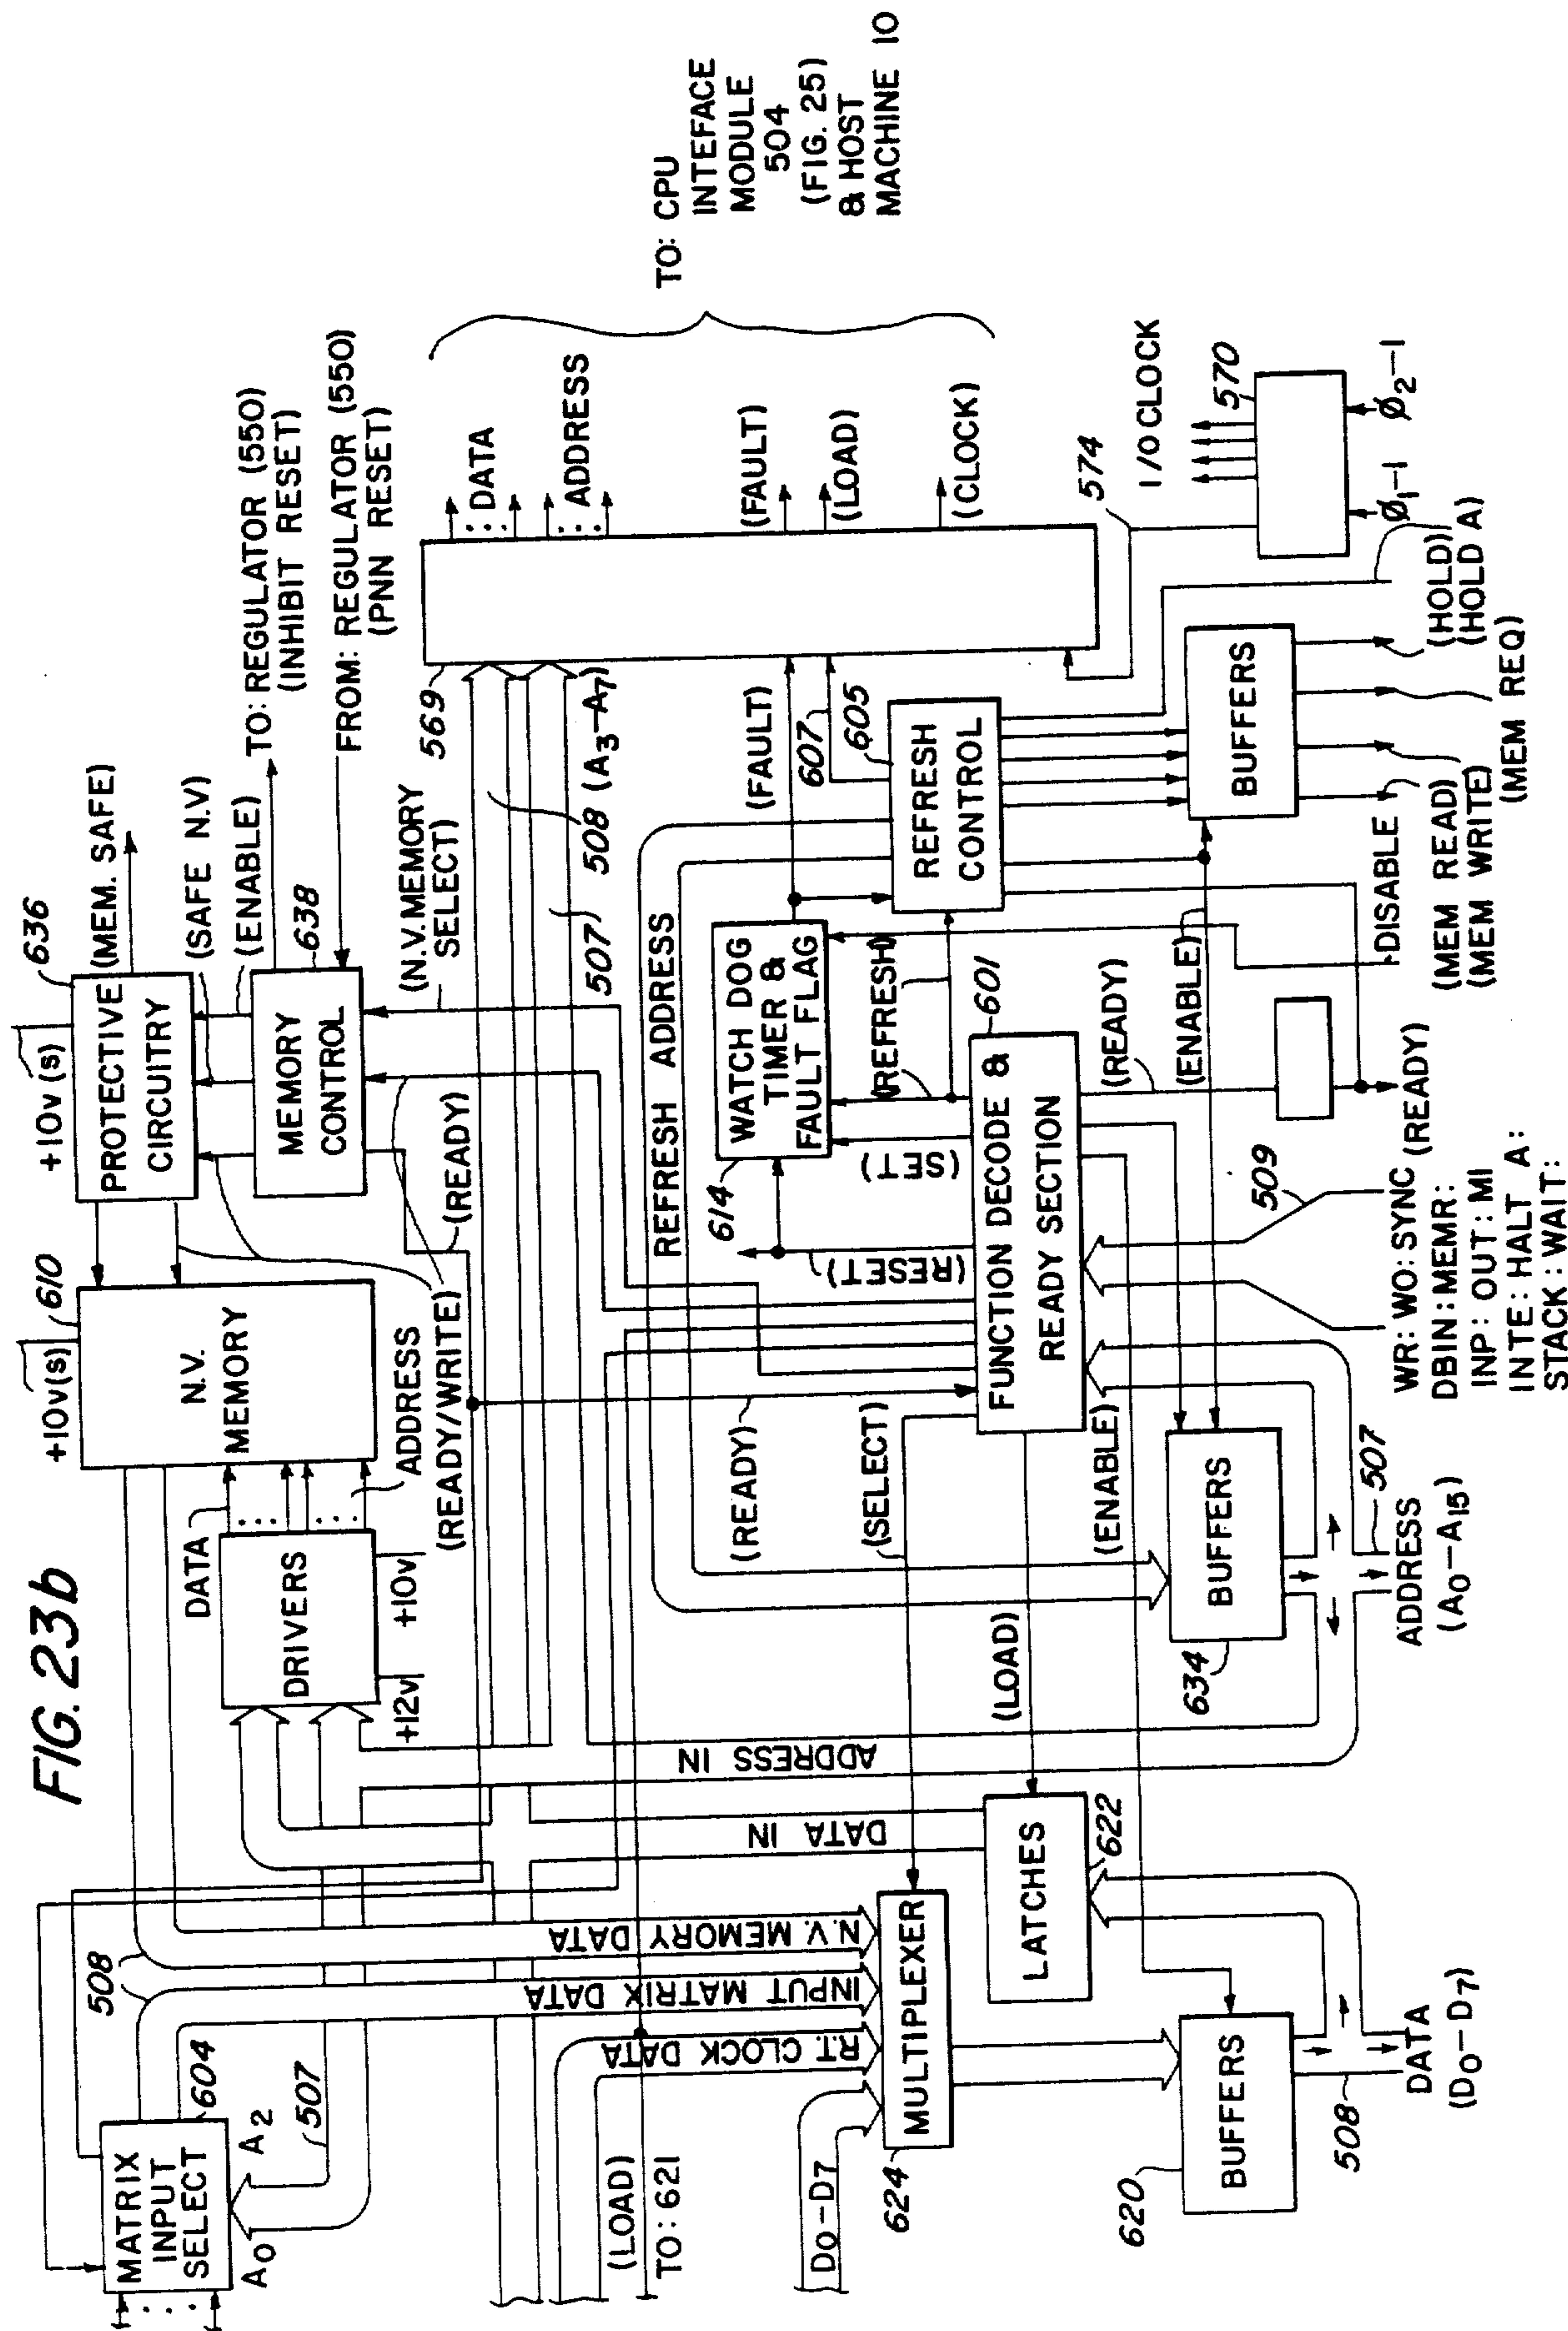 FIG. 23b
MATRIX
INPUT
SELECT
604
A0
A2
507
508
(LOAD)
TO: 621
D0-D7
R.T. CLOCK DATA
INPUT MATRIX DATA
N.V. MEMORY DATA
MULTIPLEXER
624
BUFFERS
620
508
DATA
(D0-D7)
LATCHES
622
DATA IN
ADDRESS IN
DRIVERS
+12v
+10v
DATA
ADDRESS
N.V.
MEMORY
610
+10v(s)
(READY/WRITE)
PROTECTIVE
CIRCUITRY
636
+10v(s)
(MEM. SAFE)
(SAFE N.V)
(ENABLE)
MEMORY
CONTROL
638
(READY)
TO: REGULATOR (550)
(INHIBIT RESET)
FROM: REGULATOR (550)
(PNN RESET)
(N.V. MEMORY
SELECT)
569
508
(A3-A7)
507
DATA
ADDRESS
(FAULT)
(LOAD)
(CLOCK)
TO: CPU
INTEFACE
MODULE
504
(FIG. 25)
& HOST
MACHINE 10
REFRESH ADDRESS
614
WATCH DOG
TIMER &
FAULT FLAG
(FAULT)
607
605
REFRESH
CONTROL
(REFRESH)
(SET)
(RESET)
(READY)
(SELECT)
(LOAD)
(ENABLE)
FUNCTION DECODE &
READY SECTION
601
(READY)
(ENABLE)
BUFFERS
634
507
ADDRESS
(A0-A15)
509
WR: WO: SYNC
DBIN: MEMR:
INP: OUT: MI
INTE: HALT A:
STACK: WAIT:
(READY)
DISABLE
(MEM READ)
(MEM WRITE)
(MEM REQ)
BUFFERS
(HOLD)
(HOLD A)
574
I/O CLOCK
570
Ø1-1
Ø2-1